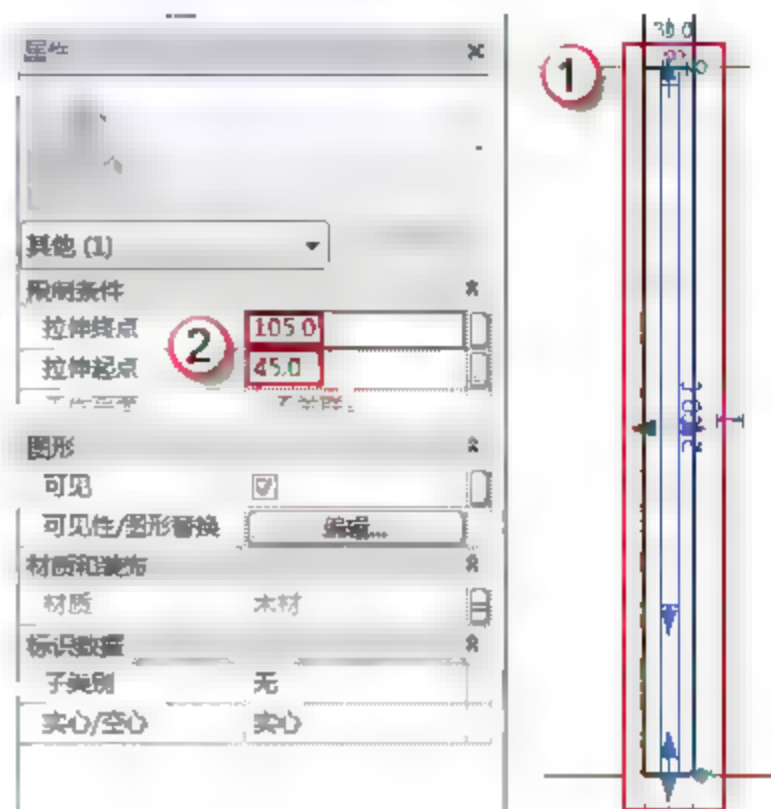 属性
其他 (1)
限制条件
拉伸终点 105.0
拉伸起点 45.0
图形
可见
可见性/图形替换 编辑...
材质和装饰
材质 木材
标识数据
子类别 无
实心/空心 实心
1
2
30.0